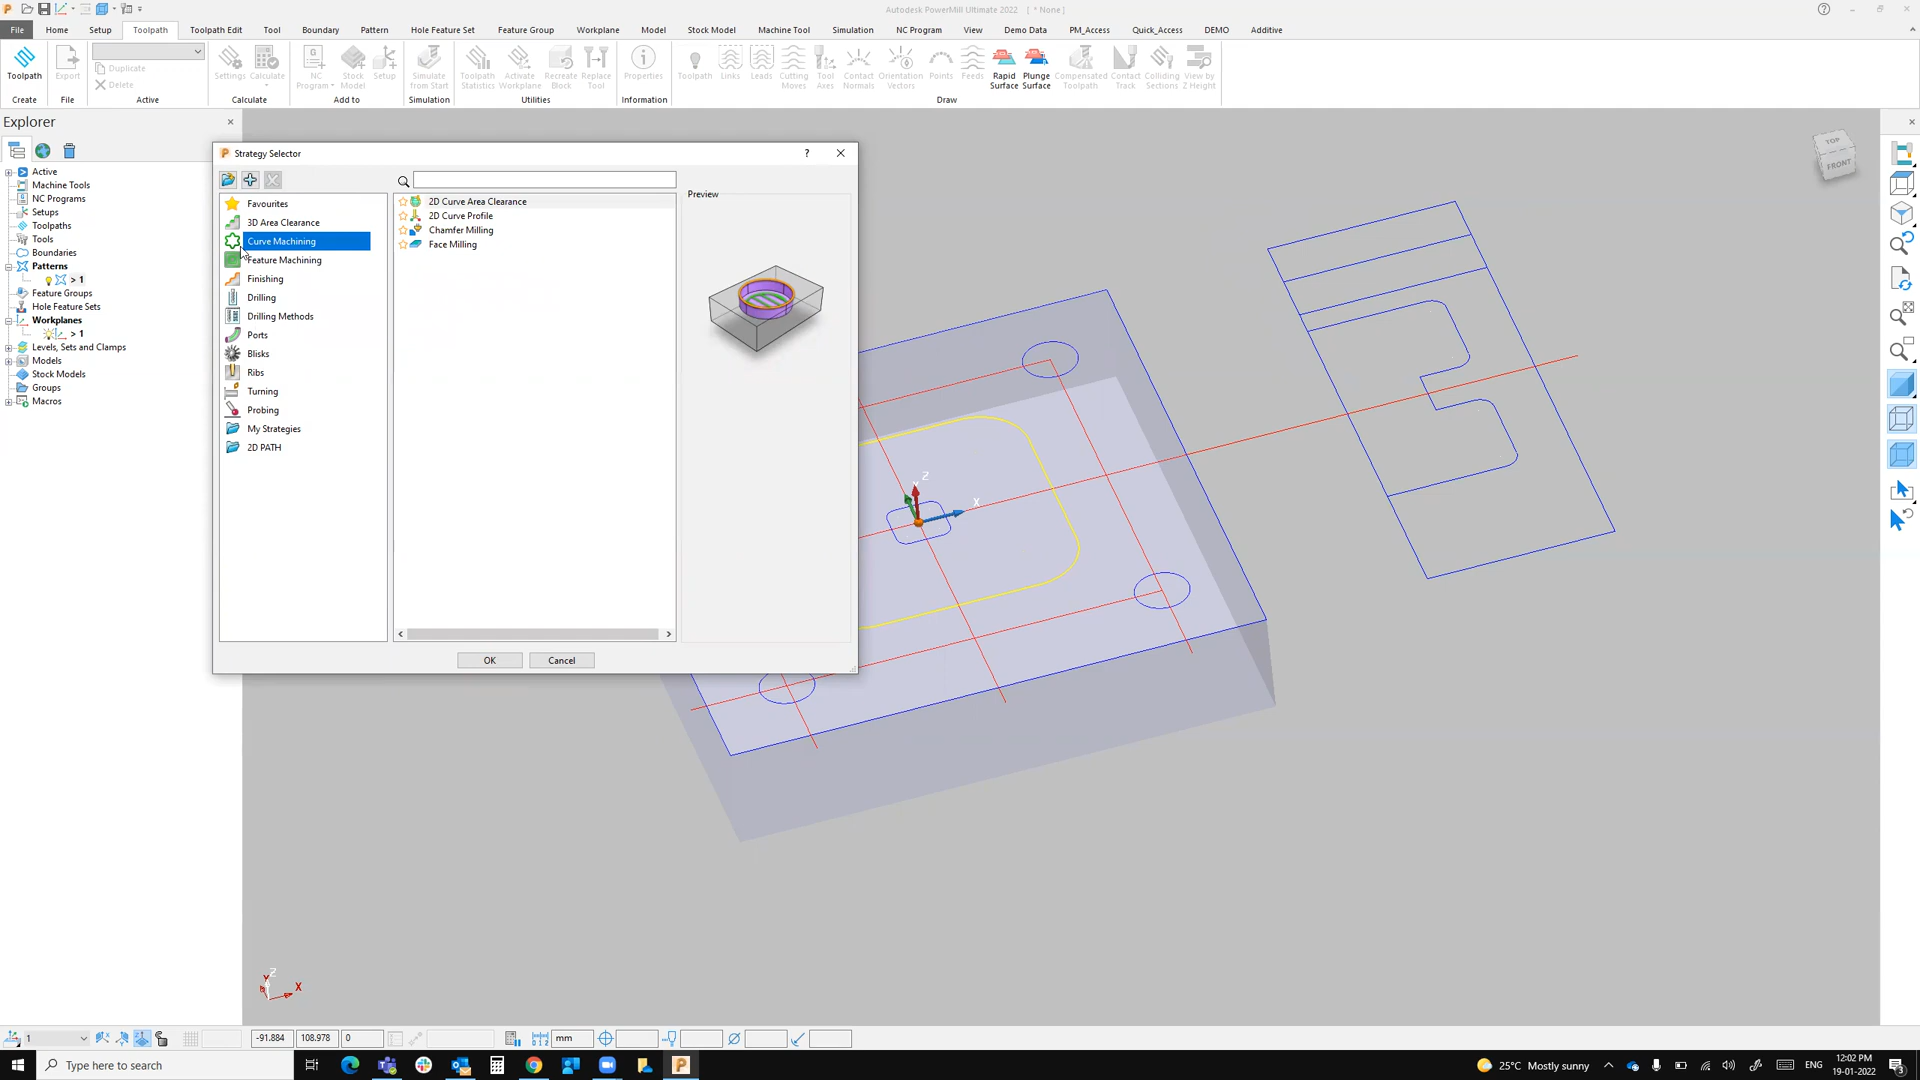 Autodesk PowerMill Ultimate 2022 [ * None ]
File Home Setup Toolpath Toolpath Edit Tool Boundary Pattern Hole Feature Set Feature Group Workplane Model Stock Model Machine Tool Simulation NC Program View Demo Data PM_Access Quick_Access DEMO Additive
Toolpath Export Duplicate Delete Settings Calculate NC Program Stock Model Setup Simulate from Start Toolpath Statistics Activate Workplane Recreate Block Replace Tool Properties Toolpath Links Leads Cutting Moves Tool Axes Contact Normals Orientation Vectors Points Feeds Rapid Surface Plunge Surface Compensated Toolpath Contact Track Colliding Sections View by Z Height
Create File Active Calculate Add to Simulation Utilities Information Draw
Explorer
Active
Machine Tools
NC Programs
Setups
Toolpaths
Tools
Boundaries
Patterns
> 1
Feature Groups
Hole Feature Sets
Workplanes
> 1
Levels, Sets and Clamps
Models
Stock Models
Groups
Macros
Strategy Selector
Favourites
3D Area Clearance
Curve Machining
Feature Machining
Finishing
Drilling
Drilling Methods
Ports
Blisks
Ribs
Turning
Probing
My Strategies
2D PATH
2D Curve Area Clearance
2D Curve Profile
Chamfer Milling
Face Milling
Preview
OK Cancel
TOP
FRONT
Z
X
Z
Y
X
1 -91.884 108.978 0 mm
Type here to search
25°C Mostly sunny
ENG
12:02 PM
19-01-2022
3